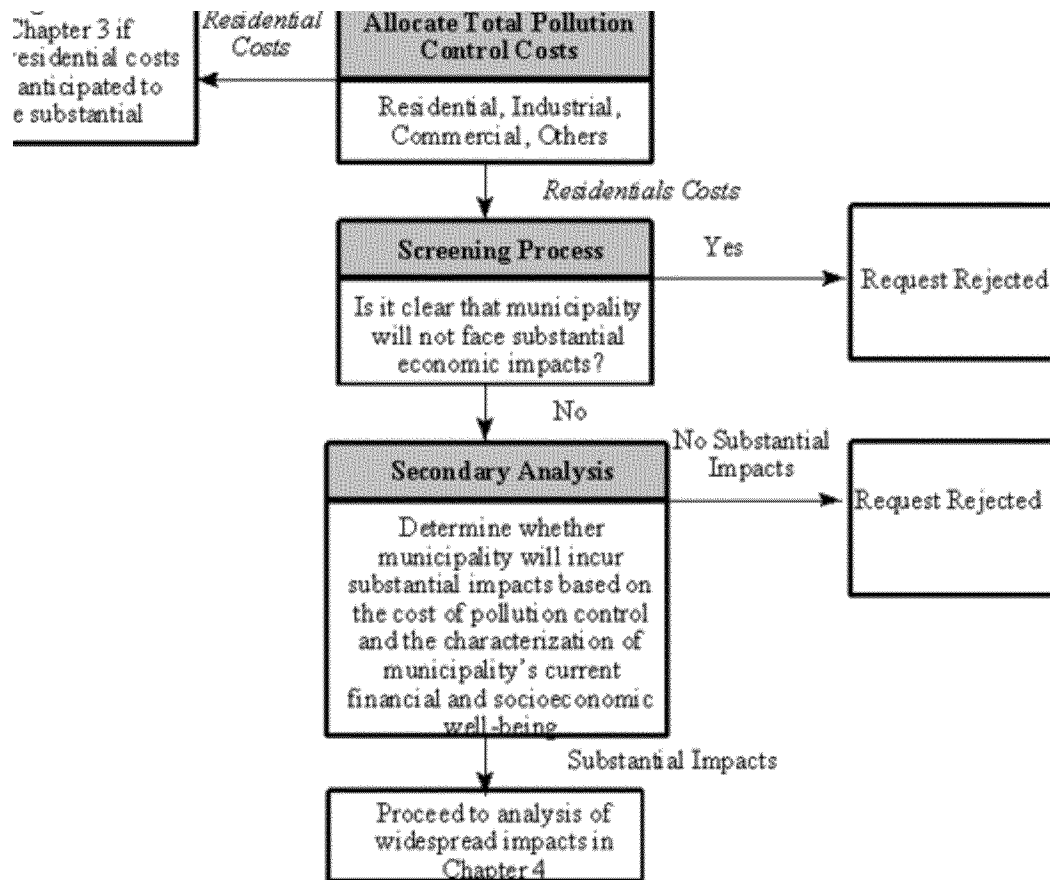 Chapter 3 if
residential costs
anticipated to
e substantial
Residential
Costs
Allocate Total Pollution
Control Costs
Residential, Industrial,
Commercial, Others
Residentials Costs
Screening Process
Is it clear that municipality
will not face substantial
economic impacts?
Yes
Request Rejected
No
Secondary Analysis
Determine whether
municipality will incur
substantial impacts based on
the cost of pollution control
and the characterization of
municipality's current
financial and socioeconomic
well-being
No Substantial
Impacts
Request Rejected
Substantial Impacts
Proceed to analysis of
widespread impacts in
Chapter 4